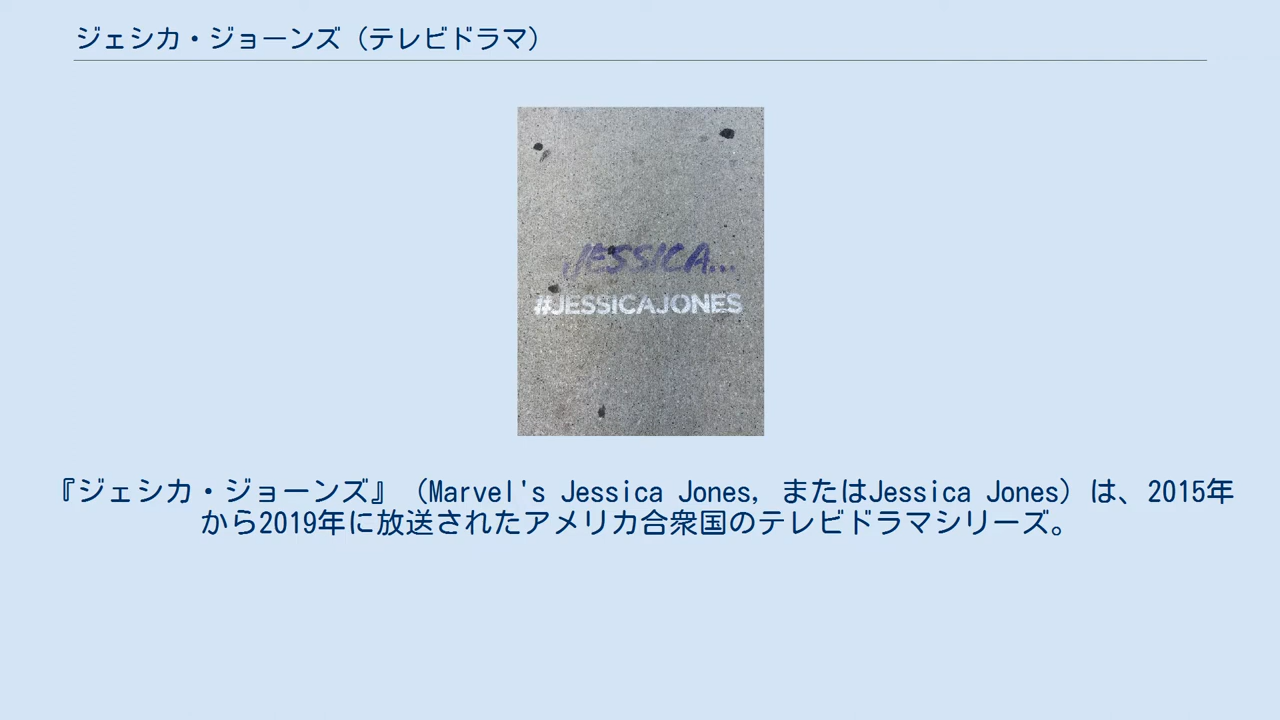 ジェシカ・ジョーンズ（テレビドラマ）
JESSICA...
#JESSICAJONES
『ジェシカ・ジョーンズ』（Marvel's Jessica Jones, またはJessica Jones）は、2015年
から2019年に放送されたアメリカ合衆国のテレビドラマシリーズ。